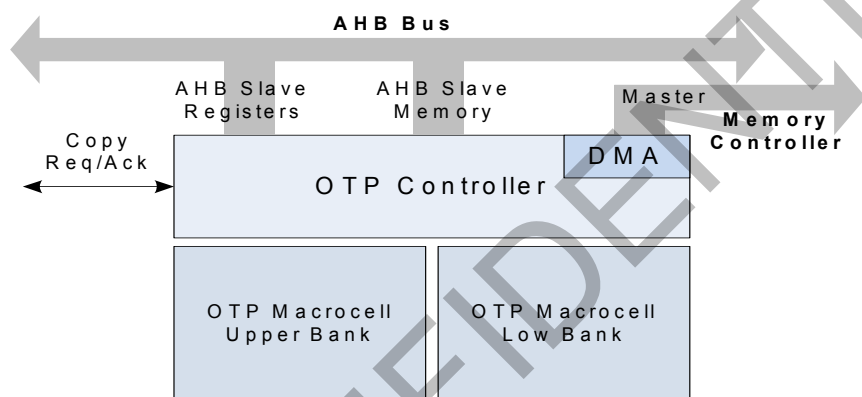 AHB Bus
AHB Slave
Registers
AHB Slave
Memory
Master
Memory
Controller
Copy
Req/Ack
DMA
OTP Controller
OTP Macrocell
Upper Bank
OTP Macrocell
Low Bank
FIDENTI